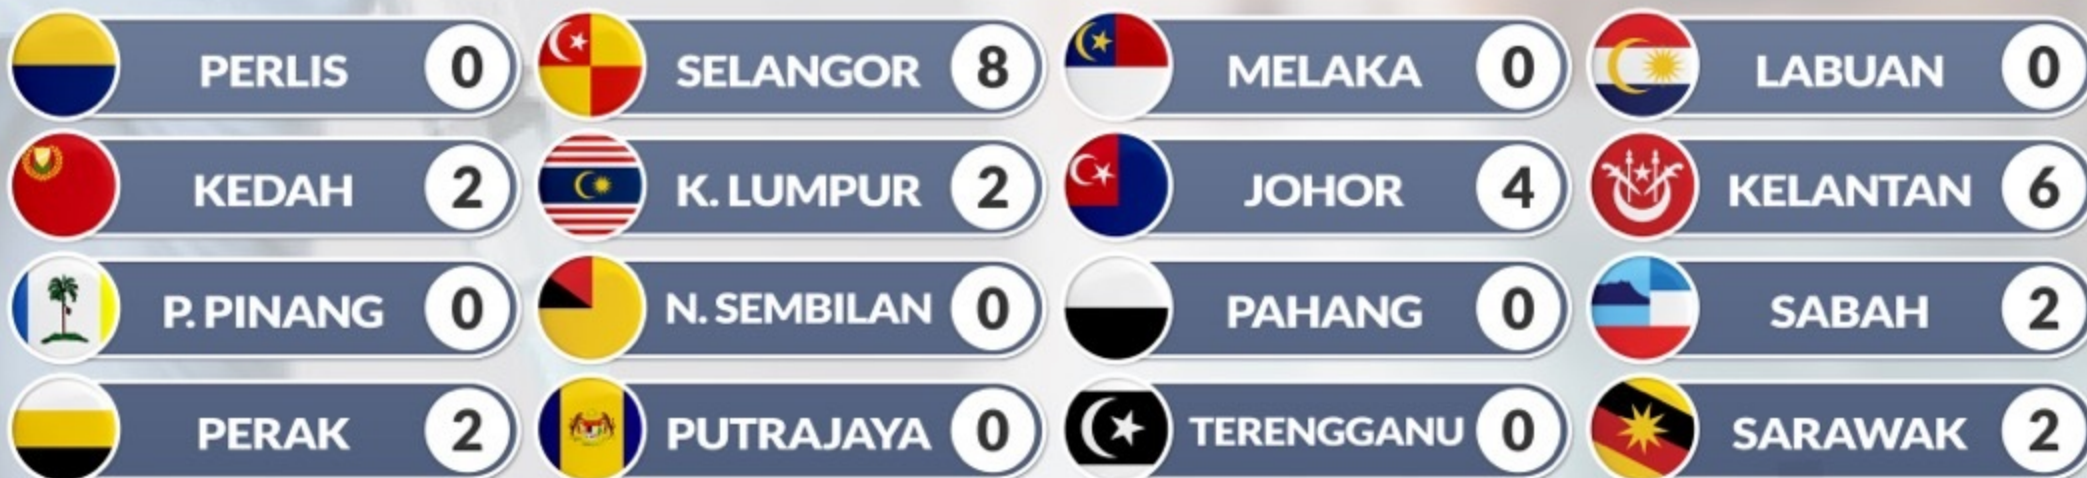 PERLIS 0
SELANGOR 8
MELAKA 0
LABUAN 0
KEDAH 2
K. LUMPUR 2
JOHOR 4
KELANTAN 6
P. PINANG 0
N. SEMBILAN 0
PAHANG 0
SABAH 2
PERAK 2
PUTRAJAYA 0
TERENGGANU 0
SARAWAK 2